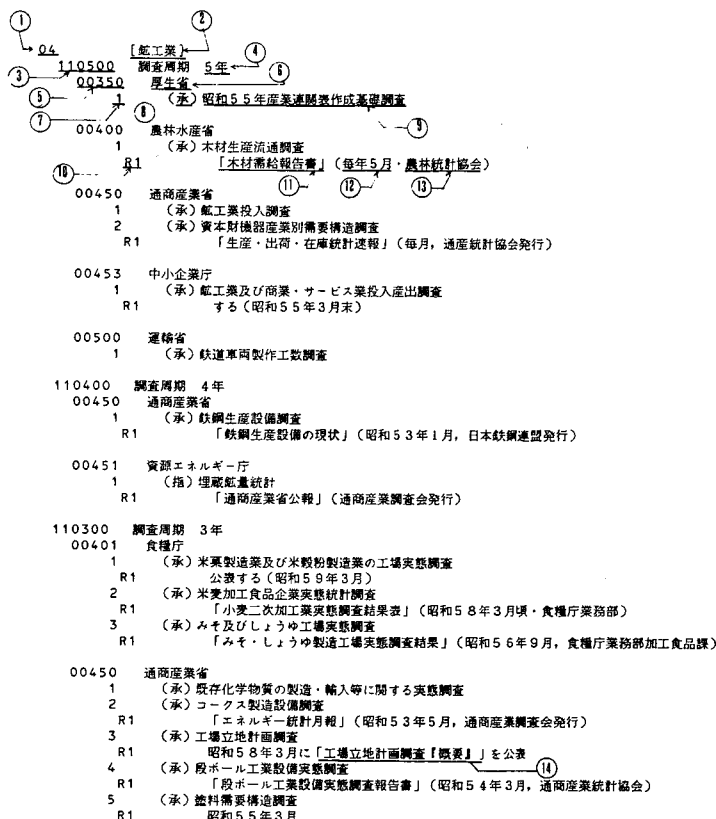 ① ②
04 [鉱工業] ④
③ 110500 調査周期 5年 ⑥
⑤ 00350 厚生省
⑦ 1 ⑧ (承)昭和55年産業連関表作成基礎調査 ⑨
00400 農林水産省
1 (承)木材生産流通調査
⑩ R1 「木材需給報告書」(毎年5月・農林統計協会)
⑪ ⑫ ⑬
00450 通商産業省
1 (承)鉱工業投入調査
2 (承)資本財機器産業別需要構造調査
R1 「生産・出荷・在庫統計速報」(毎月,通産統計協会発行)
00453 中小企業庁
1 (承)鉱工業及び商業・サービス業投入産出調査
R1 する(昭和55年3月末)
00500 運輸省
1 (承)鉄道車両製作工数調査
110400 調査周期 4年
00450 通商産業省
1 (承)鉄鋼生産設備調査
R1 「鉄鋼生産設備の現状」(昭和53年1月,日本鉄鋼連盟発行)
00451 資源エネルギー庁
1 (指)埋蔵鉱量統計
R1 「通商産業省公報」(通商産業調査会発行)
110300 調査周期 3年
00401 食糧庁
1 (承)米菓製造業及び米穀粉製造業の工場実態調査
R1 公表する(昭和59年3月)
2 (承)米麦加工食品企業実態統計調査
R1 「小麦二次加工業実態調査結果表」(昭和58年3月頃・食糧庁業務部)
3 (承)みそ及びしょうゆ工場実態調査
R1 「みそ・しょうゆ製造工場実態調査結果」(昭和56年9月,食糧庁業務部加工食品課)
00450 通商産業省
1 (承)既存化学物質の製造・輸入等に関する実態調査
2 (承)コークス製造設備調査
R1 「エネルギー統計月報」(昭和53年5月,通商産業調査会発行)
3 (承)工場立地計画調査
R1 昭和58年3月に「工場立地計画調査『概要』」を公表
4 (承)段ボール工業設備実態調査 ⑭
R1 「段ボール工業設備実態調査報告書」(昭和54年3月,通商産業統計協会)
5 (承)塗料需要構造調査
R1 昭和55年3月